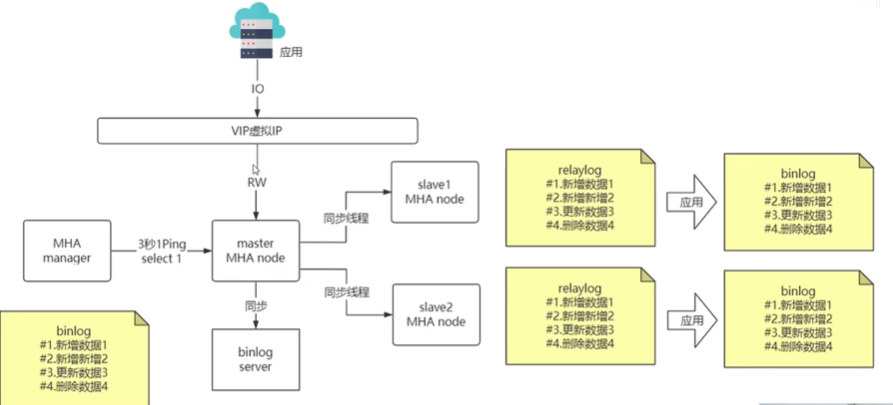 应用
IO
VIP虚拟IP
RW
slave1
MHA node
同步线程
MHA
manager
3秒1Ping
select 1
master
MHA node
同步线程
slave2
MHA node
同步
binlog
server
binlog
#1.新增数据1
#2.新增新增2
#3.更新数据3
#4.删除数据4
relaylog
#1.新增数据1
#2.新增新增2
#3.更新数据3
#4.删除数据4
应用
binlog
#1.新增数据1
#2.新增新增2
#3.更新数据3
#4.删除数据4
relaylog
#1.新增数据1
#2.新增新增2
#3.更新数据3
#4.删除数据4
应用
binlog
#1.新增数据1
#2.新增新增2
#3.更新数据3
#4.删除数据4